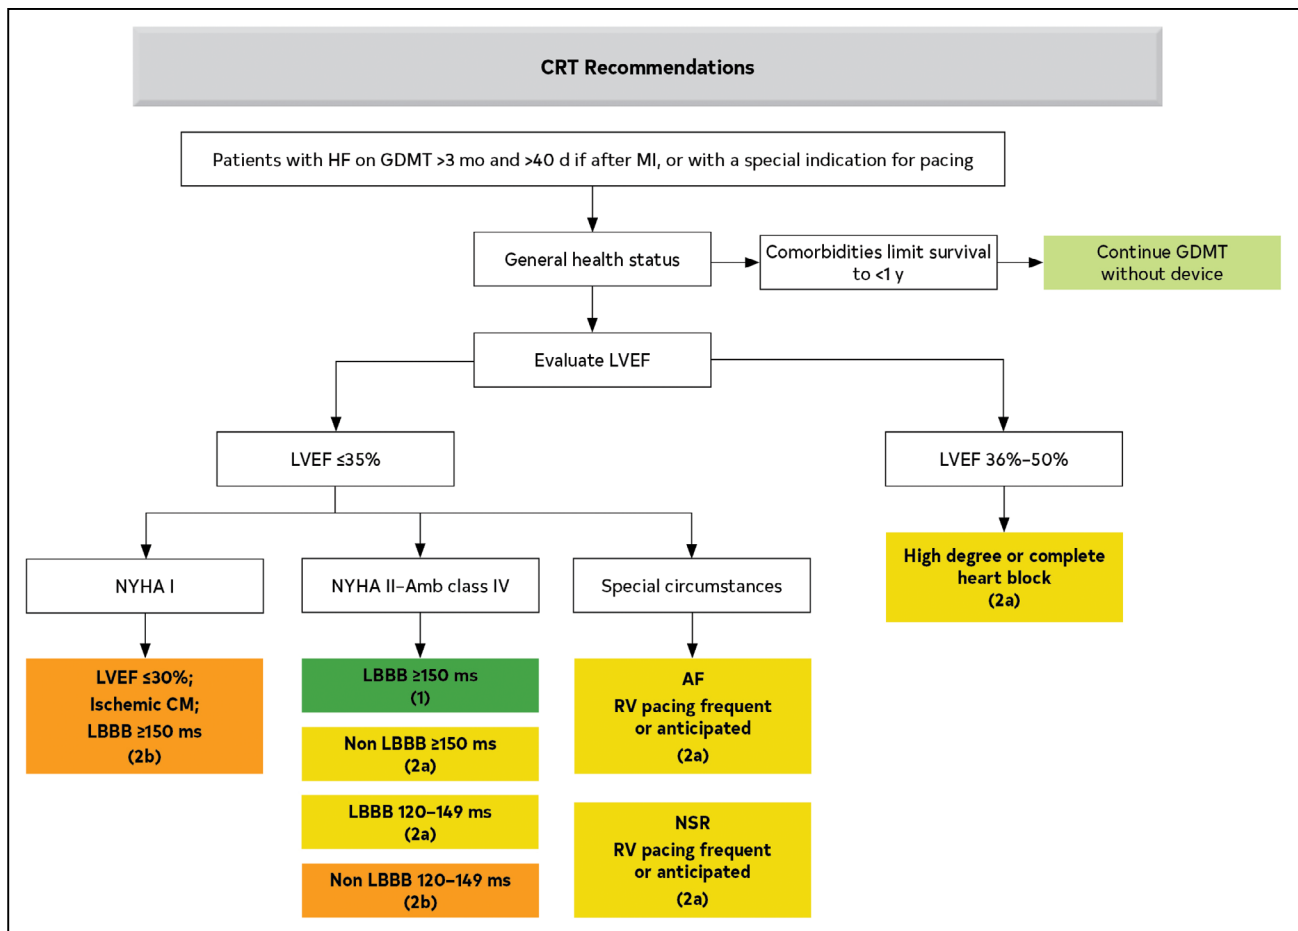 CRT Recommendations
Patients with HF on GDMT >3 mo and >40 d if after MI, or with a special indication for pacing
General health status
Comorbidities limit survival
to <1 y
Continue GDMT
without device
Evaluate LVEF
LVEF ≤35%
LVEF 36%–50%
NYHA I
NYHA II–Amb class IV
Special circumstances
High degree or complete
heart block
(2a)
LVEF ≤30%;
Ischemic CM;
LBBB ≥150 ms
(2b)
LBBB ≥150 ms
(1)
Non LBBB ≥150 ms
(2a)
LBBB 120–149 ms
(2a)
Non LBBB 120–149 ms
(2b)
AF
RV pacing frequent
or anticipated
(2a)
NSR
RV pacing frequent
or anticipated
(2a)